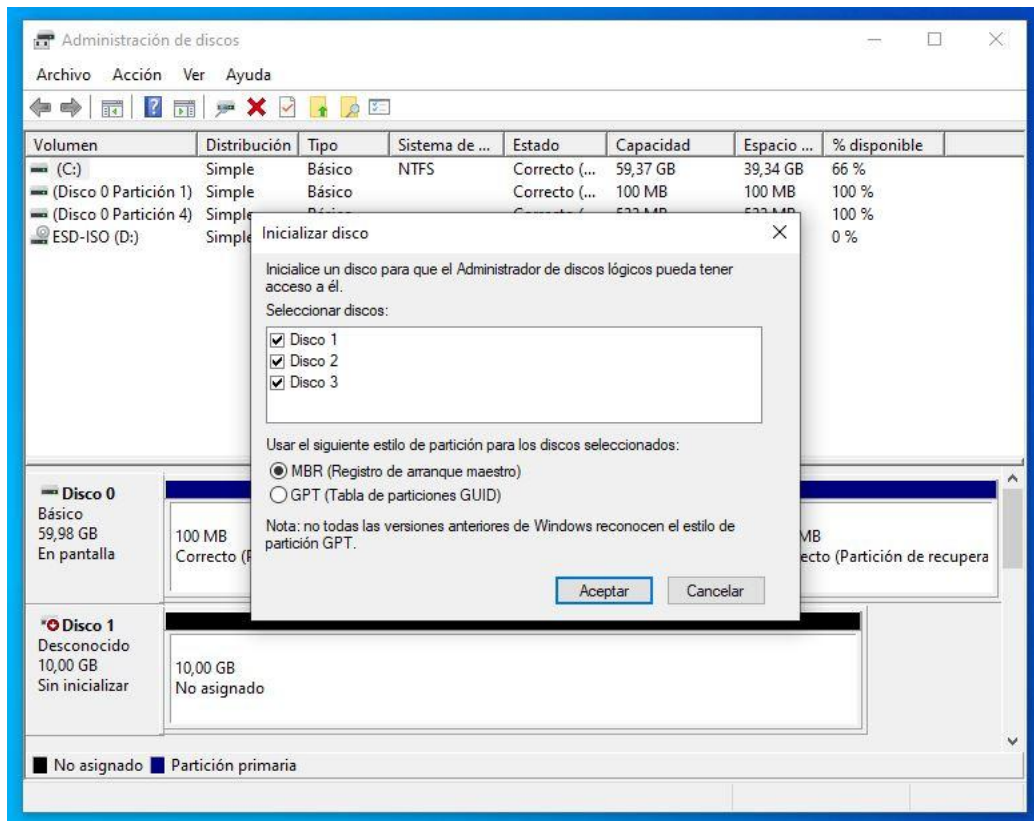 Administración de discos
Archivo Acción Ver Ayuda
Volumen Distribución Tipo Sistema de ... Estado Capacidad Espacio ... % disponible
(C:) Simple Básico NTFS Correcto (... 59,37 GB 39,34 GB 66 %
(Disco 0 Partición 1) Simple Básico Correcto (... 100 MB 100 MB 100 %
(Disco 0 Partición 4) Simple 100 %
ESD-ISO (D:) Simple 0 %
Inicializar disco
Inicialice un disco para que el Administrador de discos lógicos pueda tener
acceso a él.
Seleccionar discos:
Disco 1
Disco 2
Disco 3
Usar el siguiente estilo de partición para los discos seleccionados:
MBR (Registro de arranque maestro)
GPT (Tabla de particiones GUID)
Nota: no todas las versiones anteriores de Windows reconocen el estilo de
partición GPT.
Aceptar Cancelar
Disco 0
Básico
59,98 GB
En pantalla
100 MB
Correcto (P
MB
ecto (Partición de recupera
Disco 1
Desconocido
10,00 GB
Sin inicializar
10,00 GB
No asignado
No asignado Partición primaria